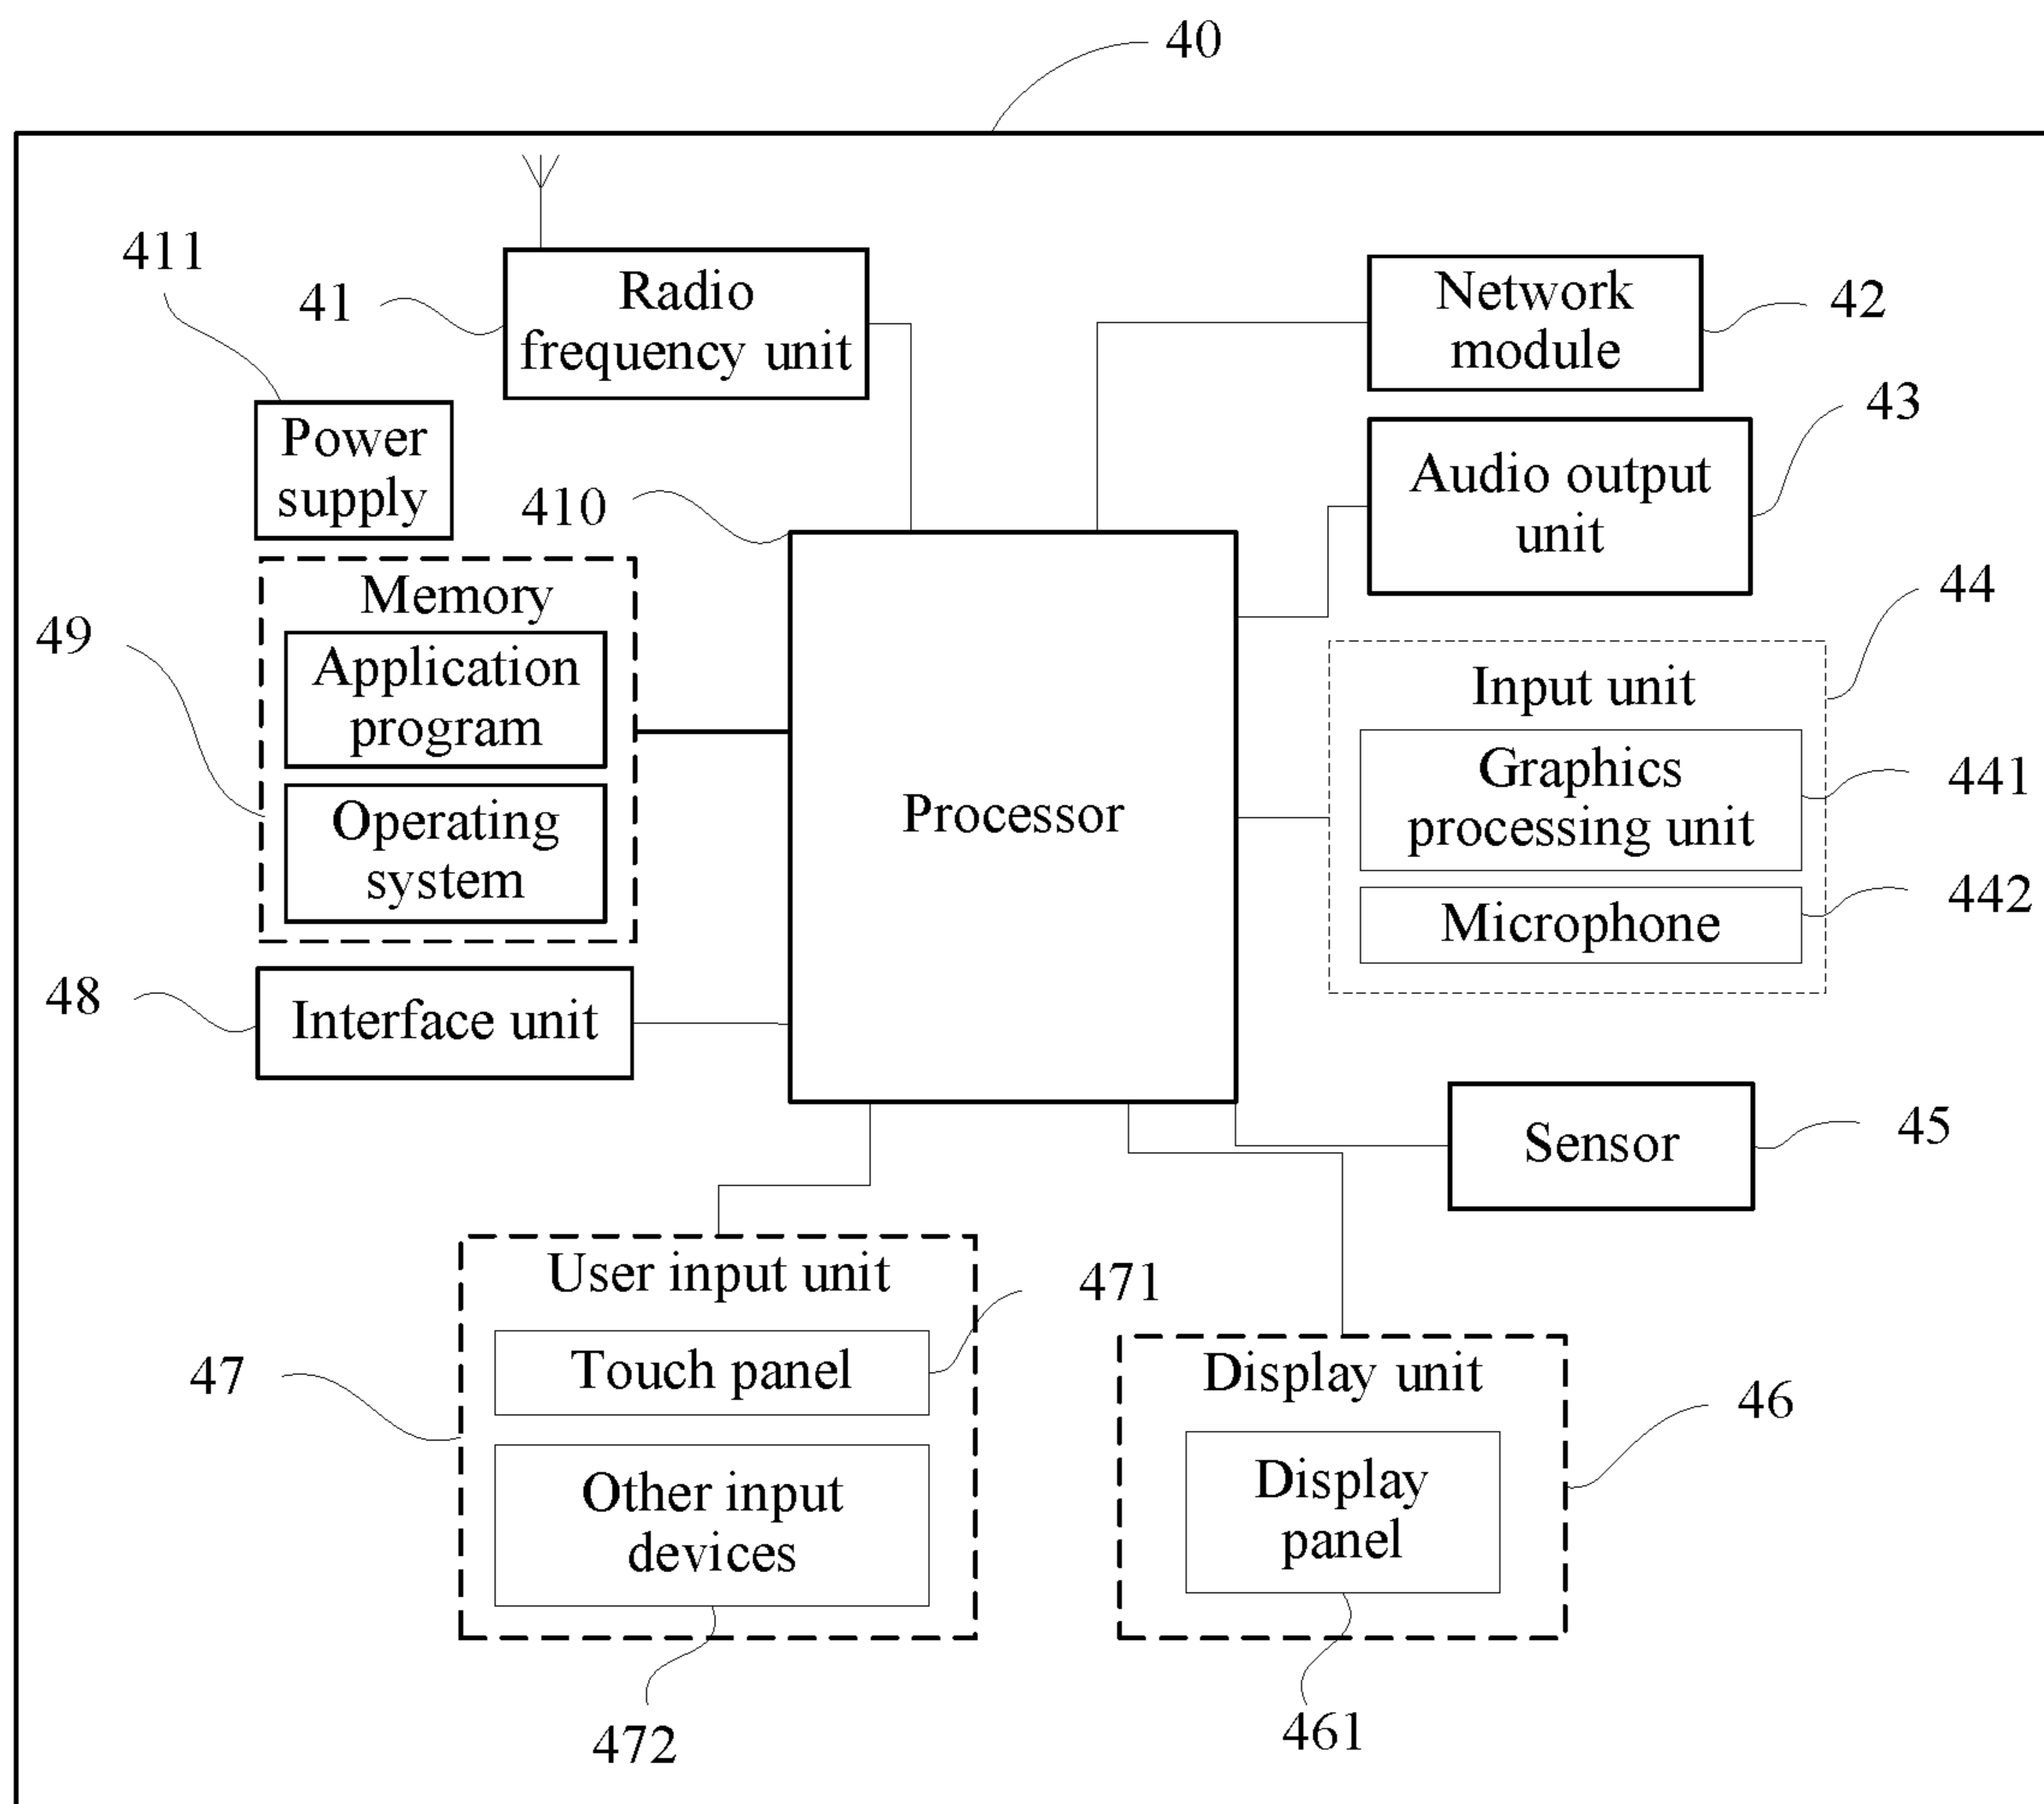 40
411
41
Radio
frequency unit
Network
module
42
Power
supply
43
Audio output
unit
410
Memory
49
Application
program
Operating
system
Processor
44
Input unit
Graphics
processing unit
441
Microphone
442
48
Interface unit
Sensor
45
User input unit
471
Touch panel
47
Other input
devices
472
Display unit
46
Display
panel
461